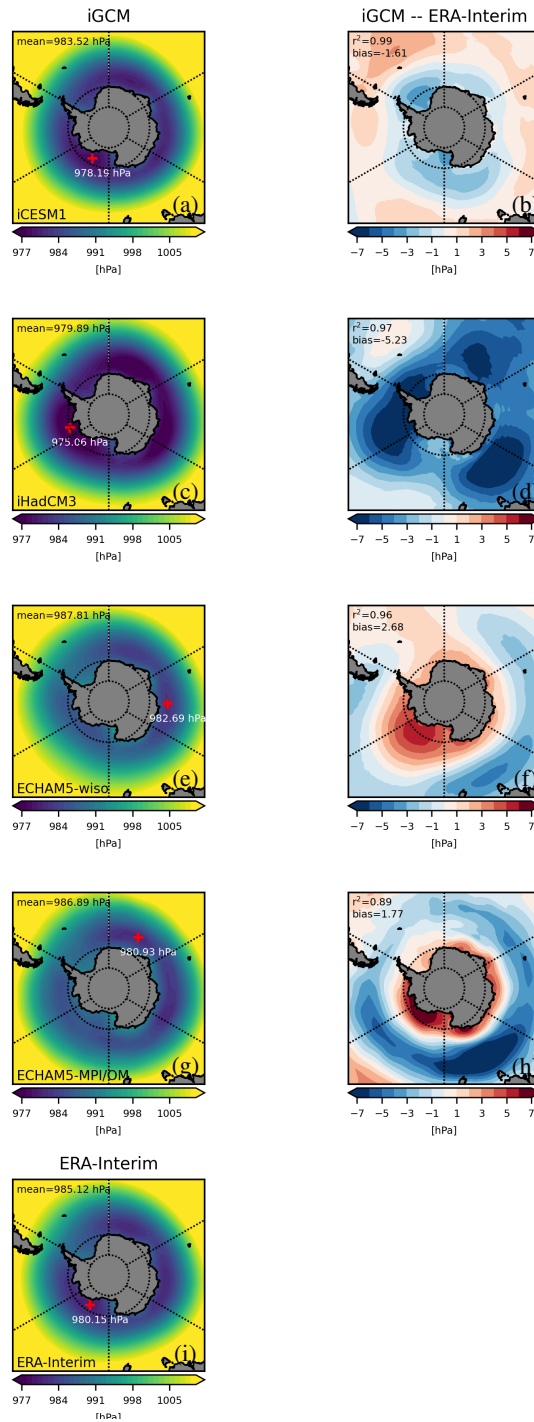 iGCM
iGCM -- ERA-Interim
mean=983.52 hPa
978.19 hPa
(a)
iCESM1
977 984 991 998 1005
[hPa]
r²=0.99
bias=-1.61
(b)
−7 −5 −3 −1 1 3 5 7
[hPa]
mean=979.89 hPa
975.06 hPa
(c)
iHadCM3
977 984 991 998 1005
[hPa]
r²=0.97
bias=-5.23
(d)
−7 −5 −3 −1 1 3 5 7
[hPa]
mean=987.81 hPa
982.69 hPa
(e)
ECHAM5-wiso
977 984 991 998 1005
[hPa]
r²=0.96
bias=2.68
(f)
−7 −5 −3 −1 1 3 5 7
[hPa]
mean=986.89 hPa
980.93 hPa
(g)
ECHAM5-MPI/OM
977 984 991 998 1005
[hPa]
r²=0.89
bias=1.77
(h)
−7 −5 −3 −1 1 3 5 7
[hPa]
ERA-Interim
mean=985.12 hPa
980.15 hPa
(i)
ERA-Interim
977 984 991 998 1005
[hPa]